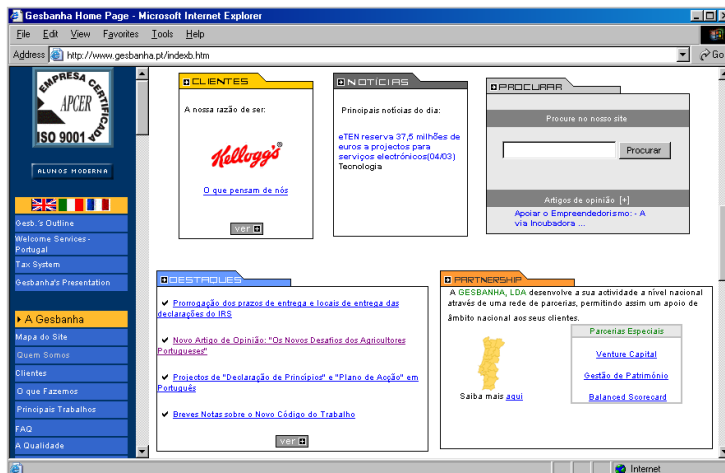 Gesbanha Home Page - Microsoft Internet Explorer
File Edit View Favorites Tools Help
Address http://www.gesbanha.pt/indexb.htm Go
EMPRESA CERTIFICADA
APCER
ISO 9001
ALUNOS MODERNA
Gesb.'s Outline
Welcome Services -
Portugal
Tax System
Gesbanha's Presentation
A Gesbanha
Mapa do Site
Quem Somos
Clientes
O que Fazemos
Principais Trabalhos
FAQ
A Qualidade
CLIENTES
A nossa razão de ser:
Kellogg's
O que pensam de nós
ver
NOTÍCIAS
Principais notícias do dia:
eTEN reserva 37,5 milhões de
euros a projectos para
serviços electrónicos(04/03)
Tecnologia
PROCURAR
Procure no nosso site
Procurar
Artigos de opinião [+]
Apoiar o Empreendedorismo: - A
via Incubadora ...
DESTAQUES
Prorrogação dos prazos de entrega e locais de entrega das
declarações do IRS
Novo Artigo de Opinião: "Os Novos Desafios dos Agricultores
Portugueses"
Projectos de "Declaração de Princípios" e "Plano de Acção" em
Português
Breves Notas sobre o Novo Código do Trabalho
ver
PARTNERSHIP
A GESBANHA, LDA desenvolve a sua actividade a nível nacional
através de uma rede de parcerias, permitindo assim um apoio de
âmbito nacional aos seus clientes.
Saiba mais aqui
Parcerias Especiais
Venture Capital
Gestão de Património
Balanced Scorecard
Internet